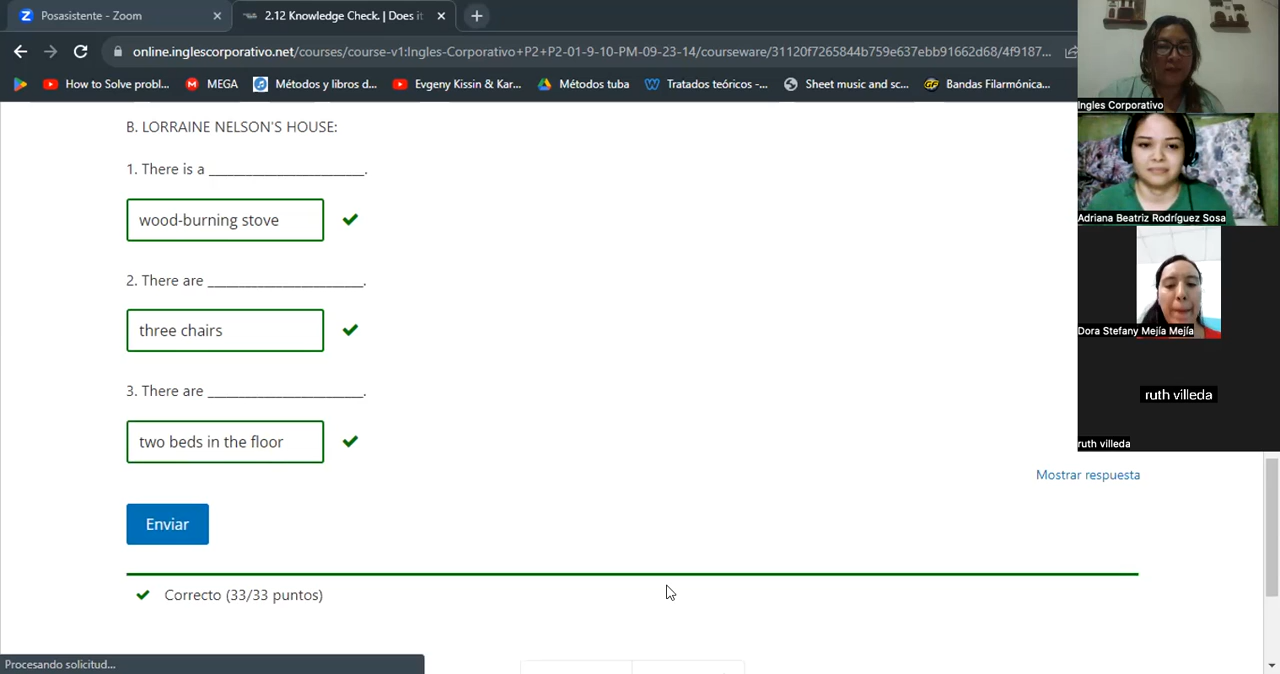 Posasistente - Zoom
2.12 Knowledge Check. | Does it
online.inglescorporativo.net/courses/course-v1:Ingles-Corporativo+P2+P2-01-9-10-PM-09-23-14/courseware/31120f7265844b759e637ebb91662d68/4f9187...
How to Solve probl...
MEGA
Métodos y libros d...
Evgeny Kissin & Kar...
Métodos tuba
Tratados teóricos -...
Sheet music and sc...
Bandas Filarmónica...
Ingles Corporativo
Adriana Beatriz Rodríguez Sosa
Dora Stefany Mejía Mejía
ruth villeda
ruth villeda
B. LORRAINE NELSON'S HOUSE:
1. There is a ______________________.
wood-burning stove
2. There are ______________________.
three chairs
3. There are ______________________.
two beds in the floor
Mostrar respuesta
Enviar
Correcto (33/33 puntos)
Procesando solicitud...